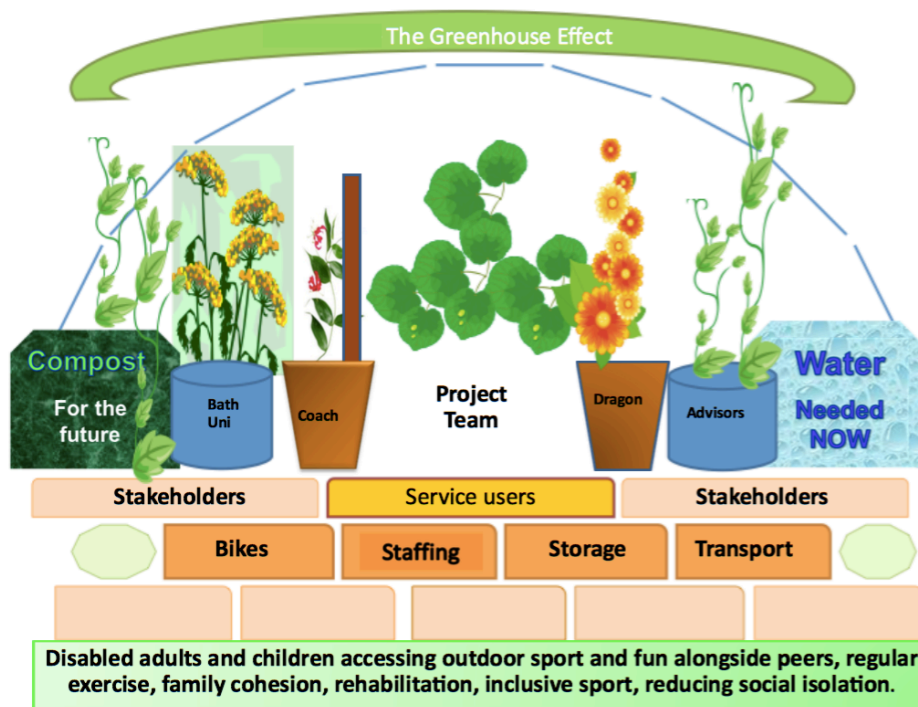 The Greenhouse Effect
Compost
For the
future
Bath
Uni
Coach
Project
Team
Dragon
Advisors
Water
Needed
NOW
Stakeholders
Service users
Stakeholders
Bikes
Staffing
Storage
Transport
Disabled adults and children accessing outdoor sport and fun alongside peers, regular
exercise, family cohesion, rehabilitation, inclusive sport, reducing social isolation.